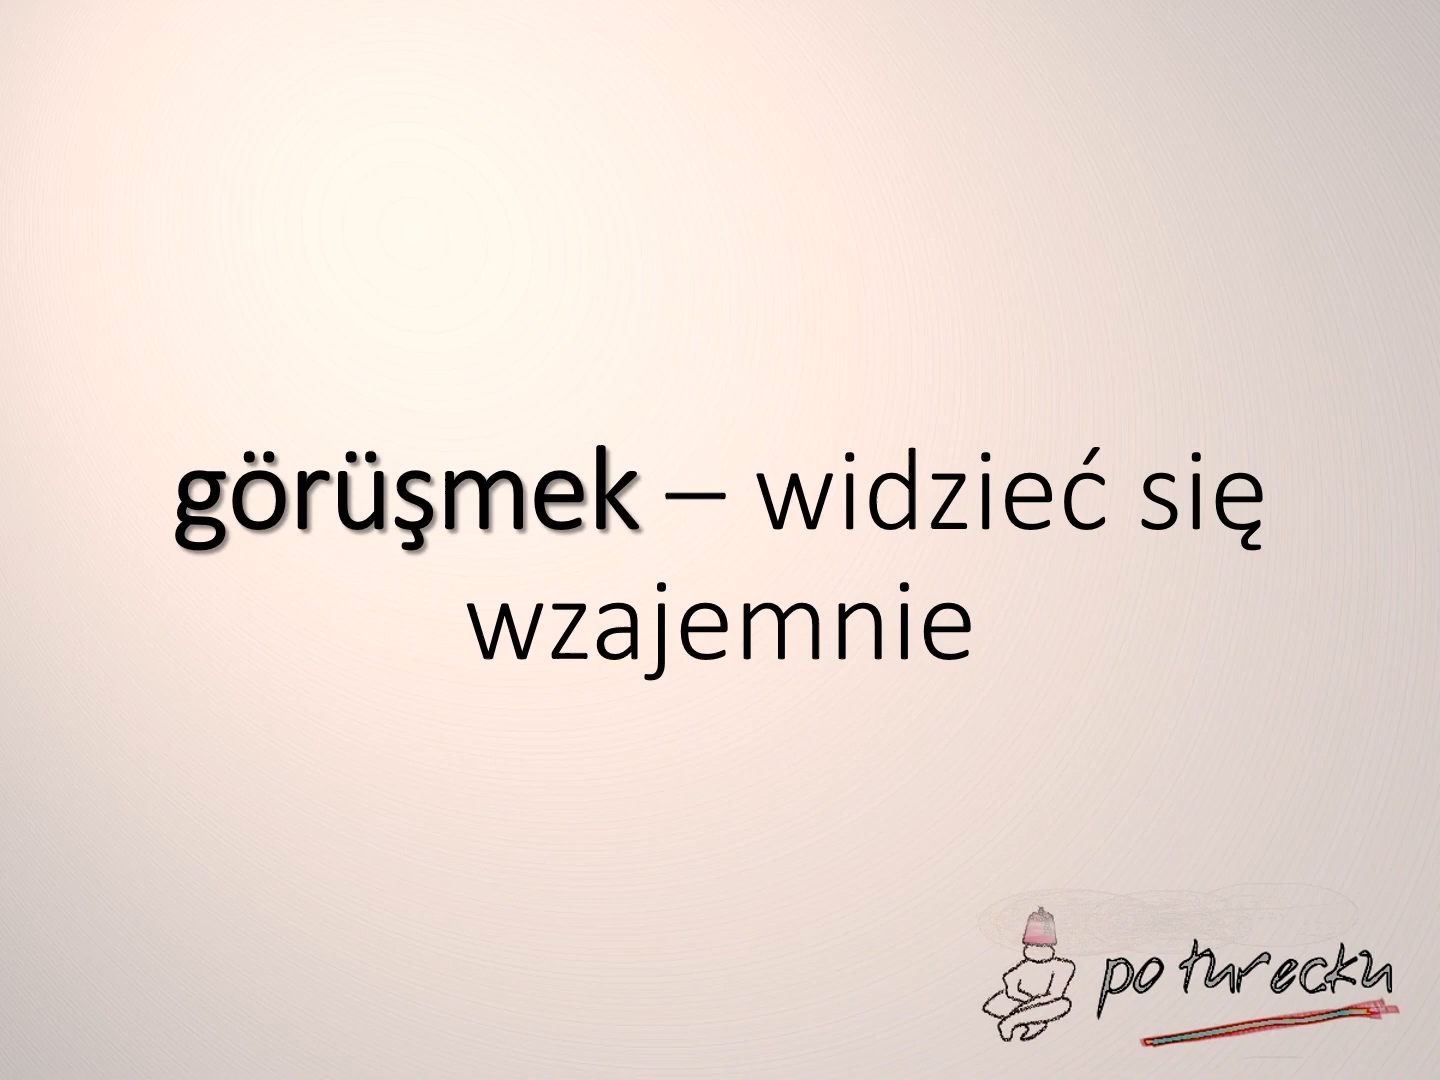 görüşmek – widzieć się
wzajemnie
po turecku